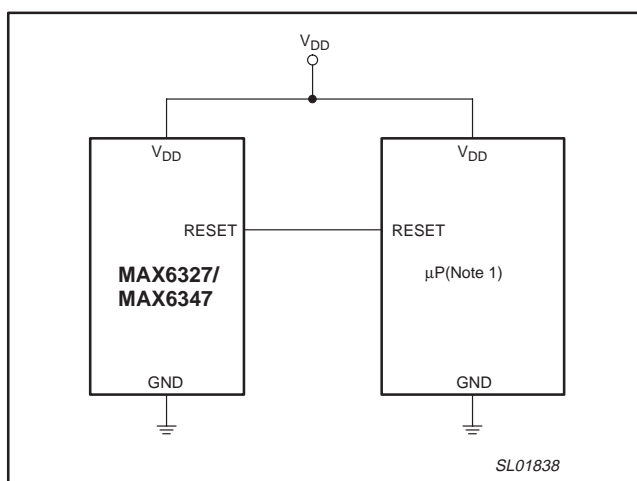 VDD
VDD
VDD
RESET
RESET
MAX6327/
MAX6347
μP(Note 1)
GND
GND
SL01838